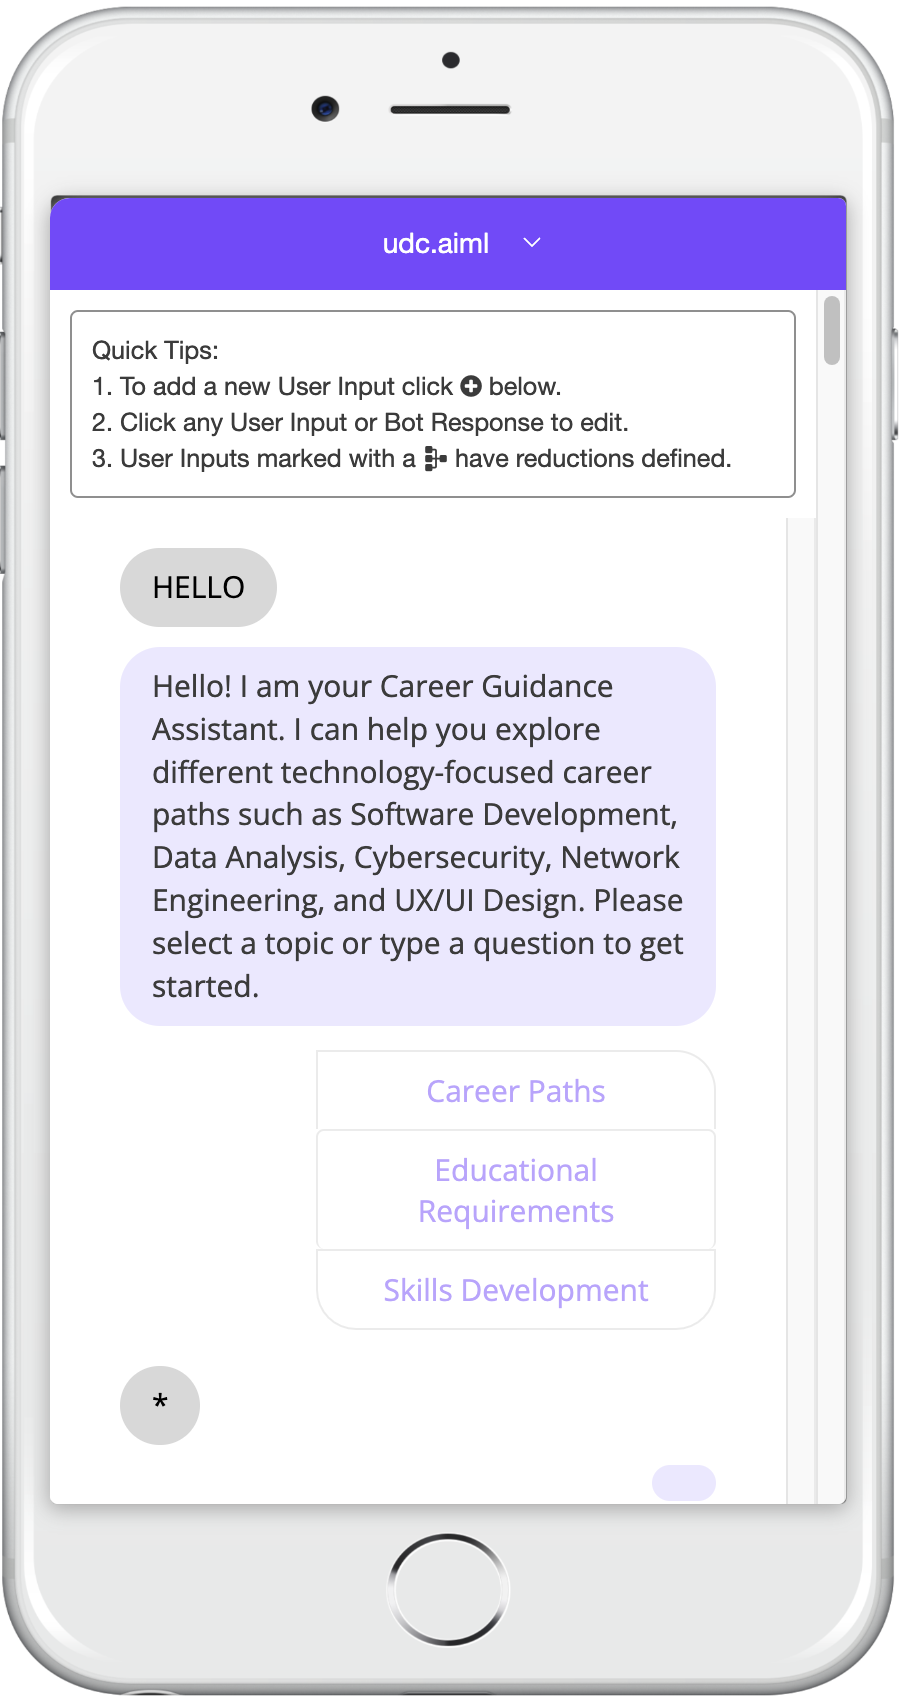 udc.aiml
Quick Tips:
1. To add a new User Input click below.
2. Click any User Input or Bot Response to edit.
3. User Inputs marked with a have reductions defined.
HELLO
Hello! I am your Career Guidance
Assistant. I can help you explore
different technology-focused career
paths such as Software Development,
Data Analysis, Cybersecurity, Network
Engineering, and UX/UI Design. Please
select a topic or type a question to get
started.
Career Paths
Educational
Requirements
Skills Development
*